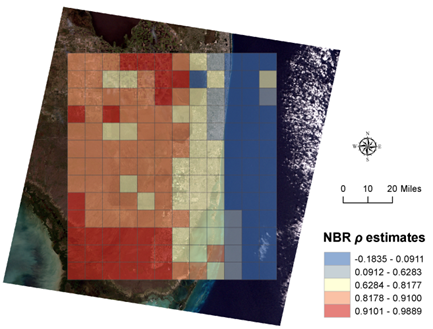 N
W E
S
0 10 20 Miles
NBR ρ estimates
-0.1835 - 0.0911
0.0912 - 0.6283
0.6284 - 0.8177
0.8178 - 0.9100
0.9101 - 0.9889